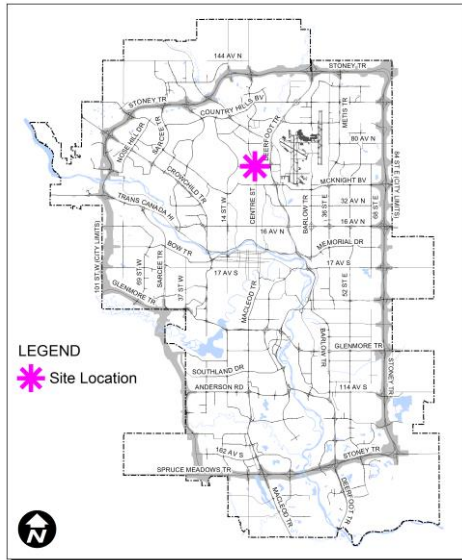 144 AV N
STONEY TR
STONEY TR
COUNTRY HILLS BV
DEERFOOT TR
METIS TR
NOSE HILL DR
SARCEE TR
80 AV N
CROWCHILD TR
MCKNIGHT BV
84 ST E (CITY LIMITS)
TRANS CANADA HI
14 ST W
CENTRE ST
BARLOW TR
36 ST E
32 AV N
68 ST E
16 AV N
16 AV N
101 ST W (CITY LIMITS)
BOW TR
MEMORIAL DR
69 ST W
SARCEE TR
37 ST W
17 AV S
17 AV S
MACLEOD TR
52 ST E
GLENMORE TR
BARLOW TR
GLENMORE TR
LEGEND
Site Location
SOUTHLAND DR
ANDERSON RD
114 AV S
STONEY TR
162 AV S
STONEY TR
SPRUCE MEADOWS TR
MACLEOD TR
DEERFOOT TR
N